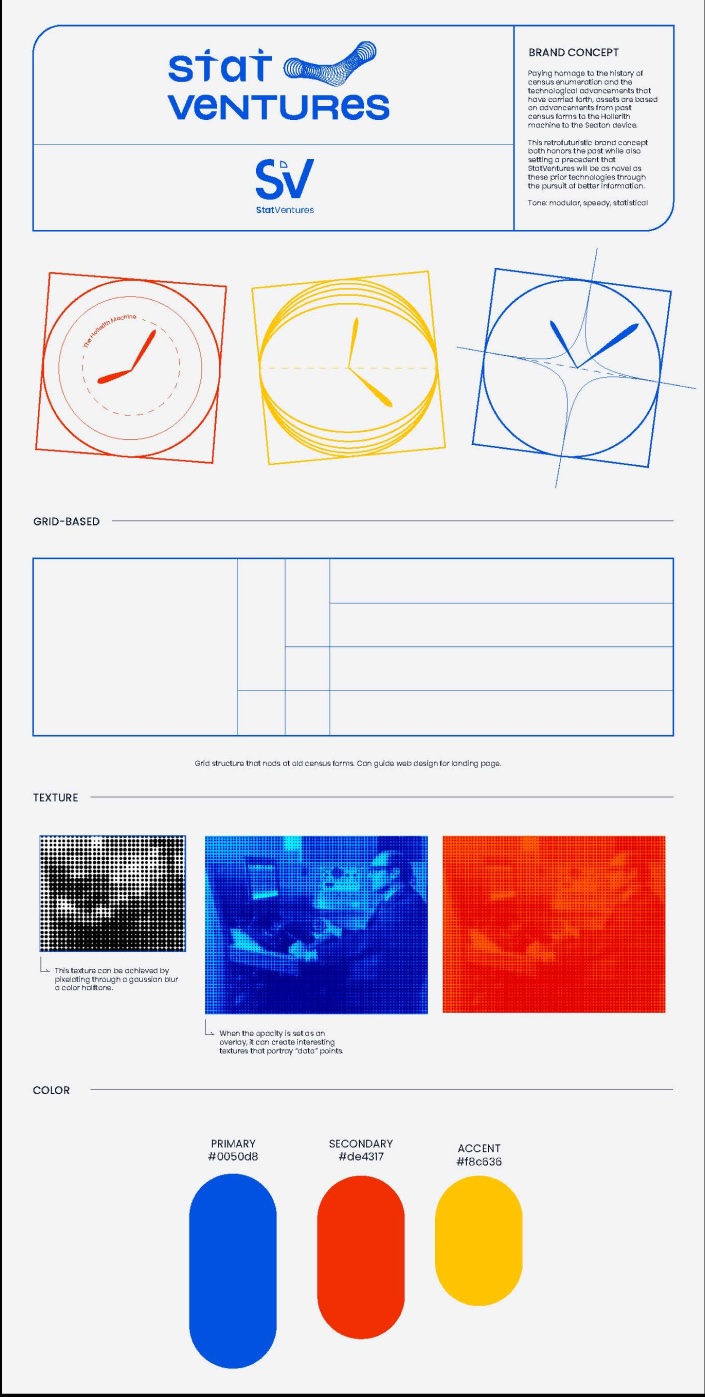 stat
VENTURES
SV
StatVentures
BRAND CONCEPT
Paying homage to the history of
census enumeration and the
technological advancements that
have carried forth, assets are based
on advancements from past
census forms to the Hollerith
machine to the Seaton device.
This retrofuturistic brand concept
both honors the past while also
setting a precedent that
StatVentures will be as novel as
these prior technologies through
the pursuit of better information.
Tone: modular, speedy, statistical
The Hollerith Machine
GRID-BASED
Grid structure that nods at old census forms. Can guide web design for landing page.
TEXTURE
This texture can be achieved by
pixelating through a gaussian blur
a color halftone.
When the opacity is set as an
overlay, it can create interesting
textures that portray "data" points.
COLOR
PRIMARY
#0050d8
SECONDARY
#de4317
ACCENT
#f8c636